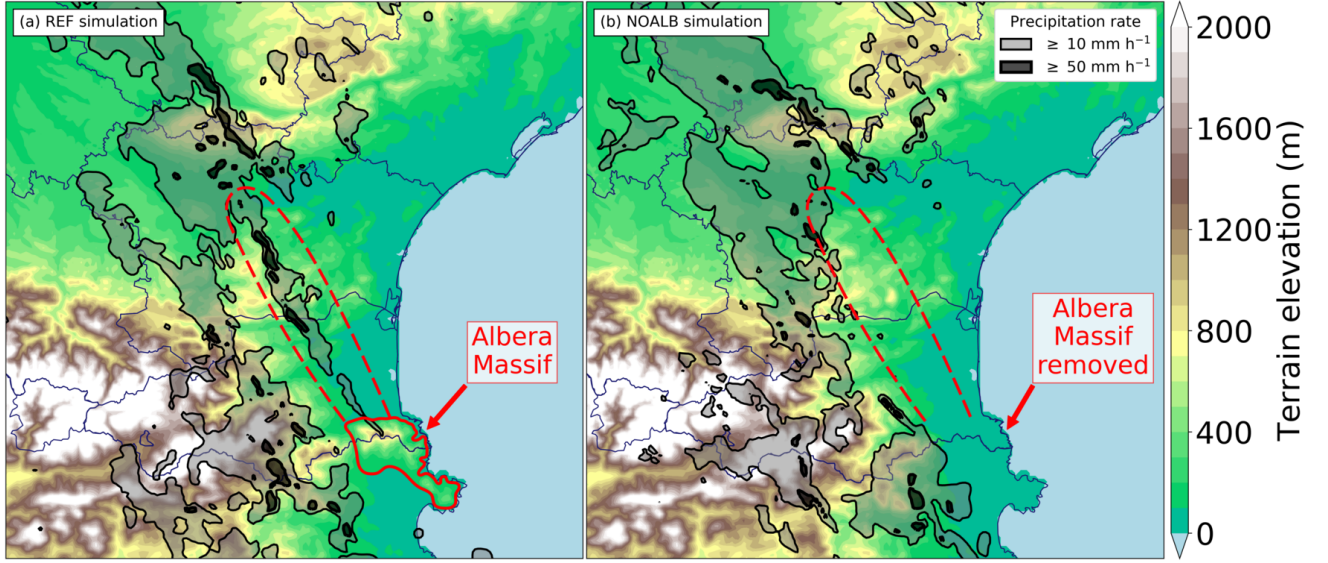 (a) REF simulation
Albera
Massif
(b) NOALB simulation
Precipitation rate
≥ 10 mm h⁻¹
≥ 50 mm h⁻¹
Albera
Massif
removed
2000
1600
1200
800
400
0
Terrain elevation (m)